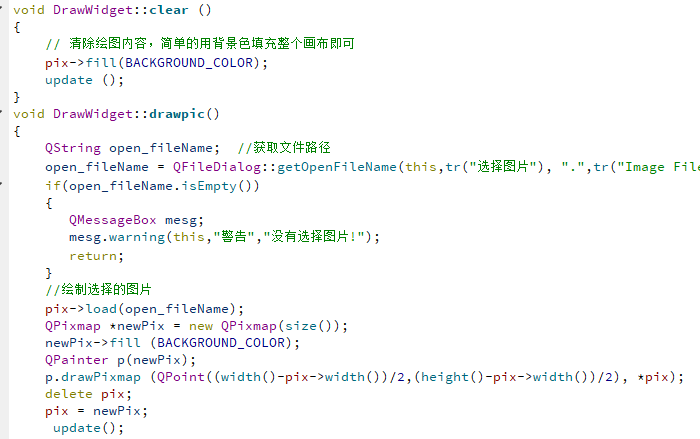 void DrawWidget::clear ()
{
    // 清除绘图内容，简单的用背景色填充整个画布即可
    pix->fill(BACKGROUND_COLOR);
    update ();
}
void DrawWidget::drawpic()
{
    QString open_fileName;  //获取文件路径
    open_fileName = QFileDialog::getOpenFileName(this,tr("选择图片"), ".",tr("Image File
    if(open_fileName.isEmpty())
    {
       QMessageBox mesg;
       mesg.warning(this,"警告","没有选择图片!");
       return;
    }
    //绘制选择的图片
    pix->load(open_fileName);
    QPixmap *newPix = new QPixmap(size());
    newPix->fill (BACKGROUND_COLOR);
    QPainter p(newPix);
    p.drawPixmap (QPoint((width()-pix->width())/2,(height()-pix->width())/2), *pix);
    delete pix;
    pix = newPix;
     update();